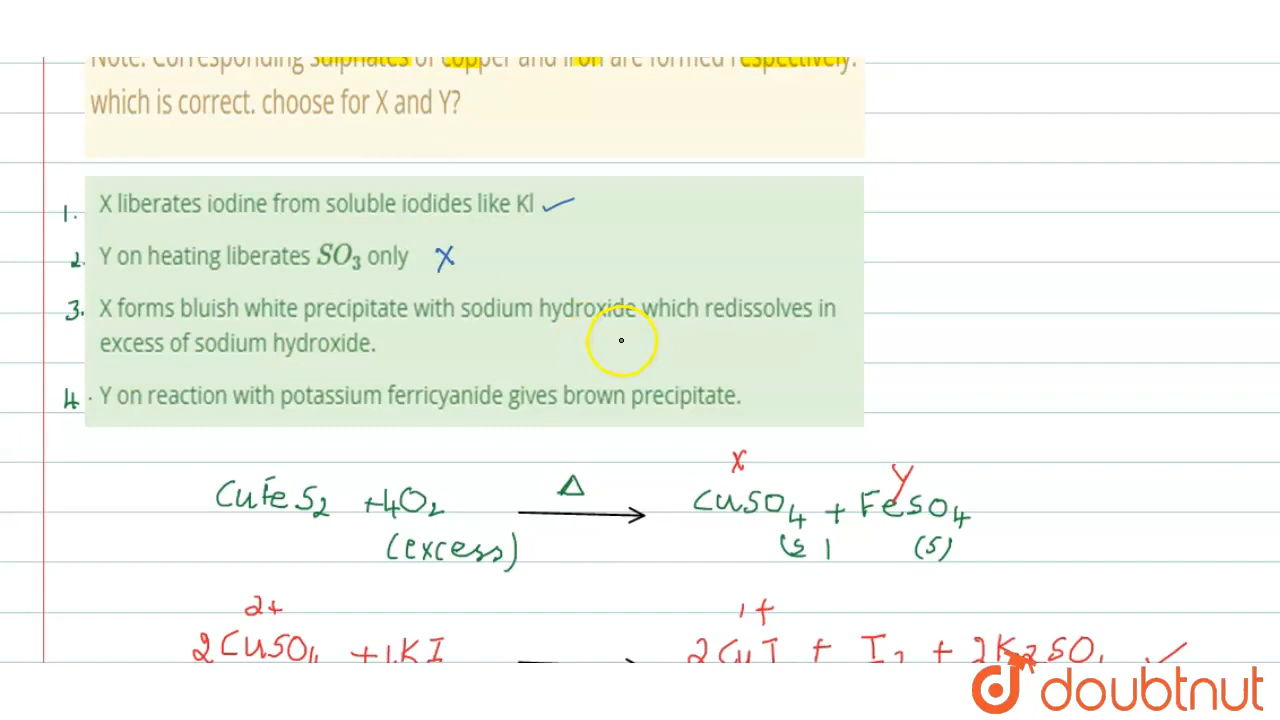 Note: Corresponding sulphates of copper and iron are formed respectively.
which is correct. choose for X and Y?
1. X liberates iodine from soluble iodides like Kl ✓
2. Y on heating liberates SO₃ only X
3. X forms bluish white precipitate with sodium hydroxide which redissolves in
excess of sodium hydroxide.
4. Y on reaction with potassium ferricyanide gives brown precipitate.
X Y
CuFeS₂ + 4O₂ Δ → CuSO₄ + FeSO₄
(excess) (s) (s)
2+ 1+
2CuSO₄ + KI → 2CuI + I₂ + 2K₂SO₄ ✓
doubtnut